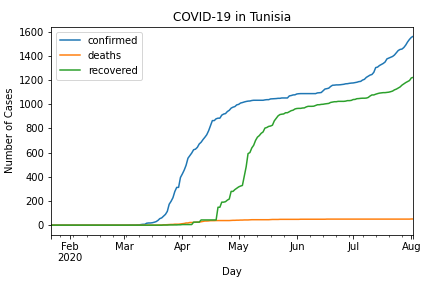 COVID-19 in Tunisia
confirmed
deaths
recovered
Number of Cases
1600
1400
1200
1000
800
600
400
200
0
Feb Mar Apr May Jun Jul Aug
2020
Day